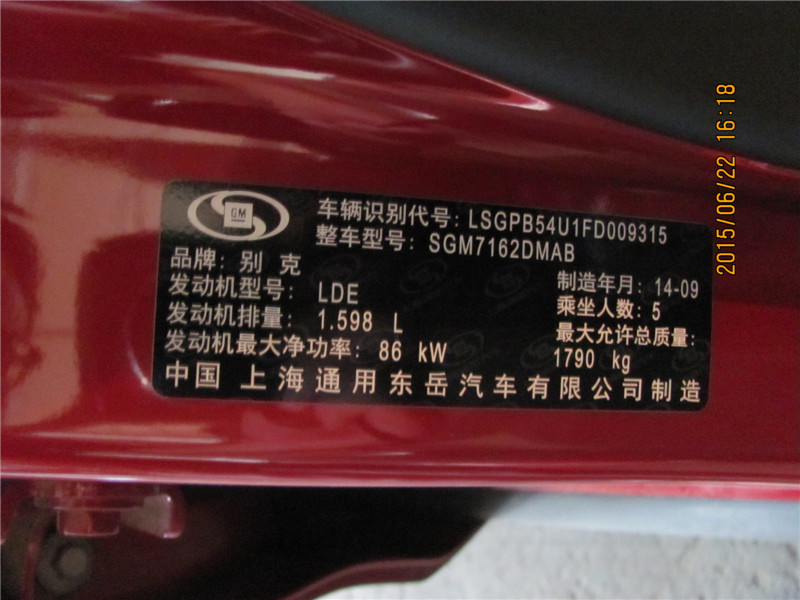 GM
车辆识别代号: LSGPB54U1FD009315
整车型号: SGM7162DMAB
品牌: 别克
制造年月: 14-09
发动机型号: LDE
乘坐人数: 5
发动机排量: 1.598 L
最大允许总质量:
1790 kg
发动机最大净功率: 86 kW
中国 上海通用东岳汽车有限公司制造
2015/06/22 16:18